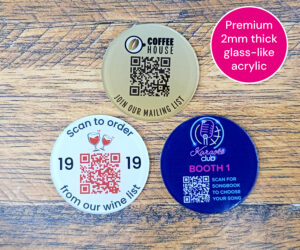 Premium
2mm thick
glass-like
acrylic
COFFEE
HOUSE
JOIN OUR MAILING LIST
Scan to order
19 19
from our wine list
Karaoke
club
BOOTH 1
SCAN FOR
SONGBOOK
TO CHOOSE
YOUR SONG